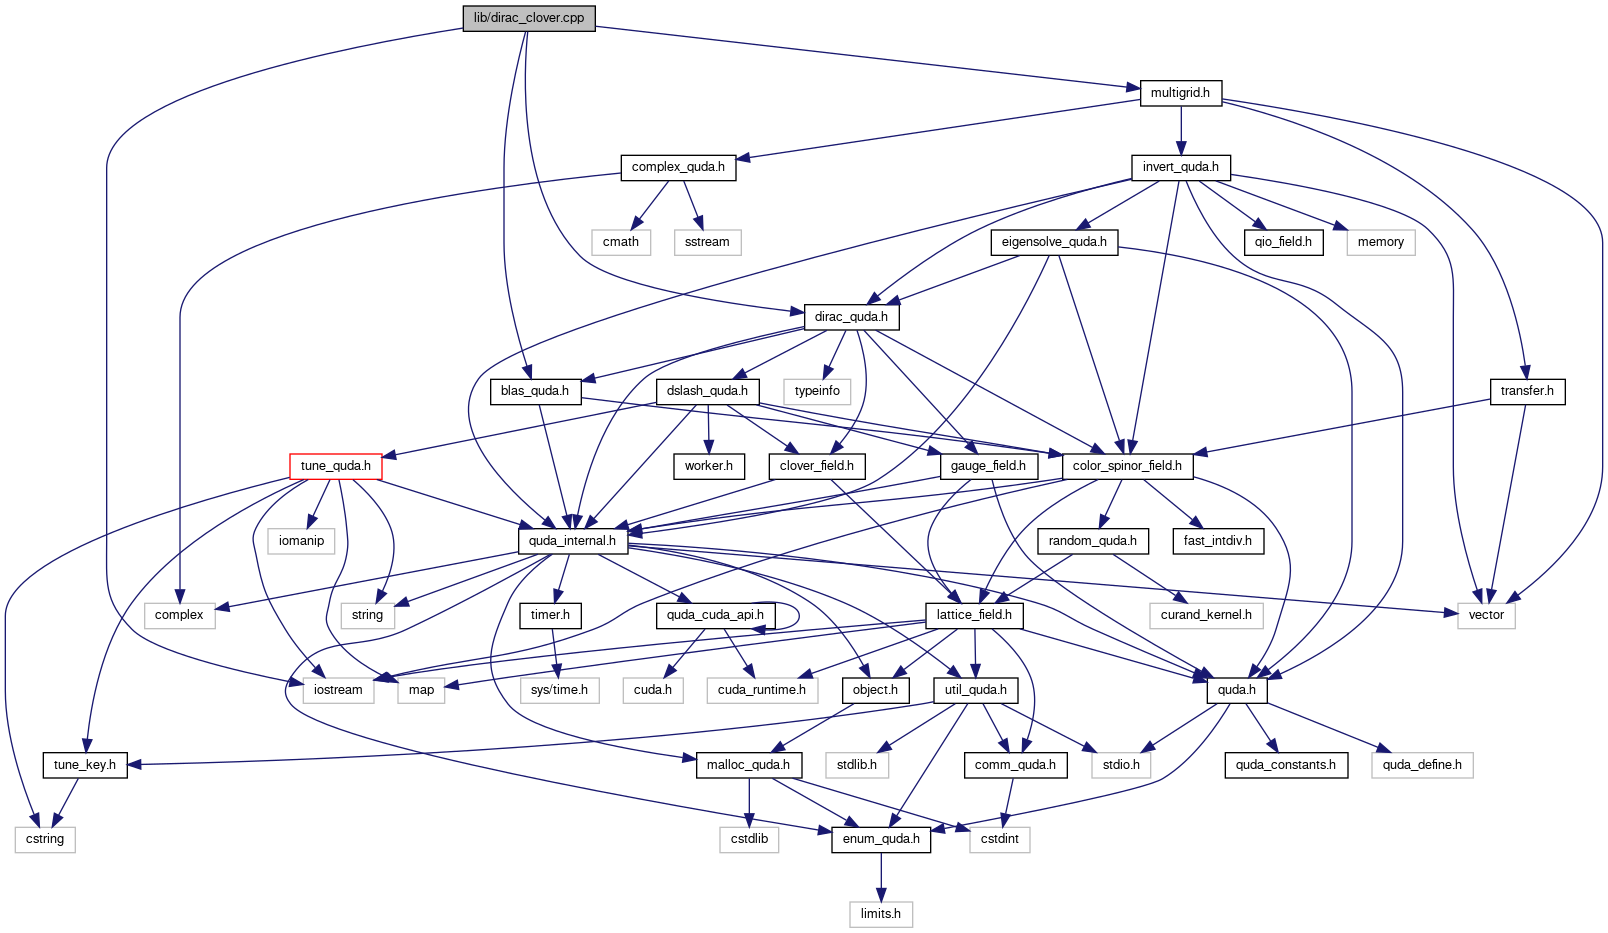 lib/dirac_clover.cpp
multigrid.h
complex_quda.h
invert_quda.h
cmath
sstream
eigensolve_quda.h
qio_field.h
memory
dirac_quda.h
blas_quda.h
dslash_quda.h
typeinfo
transfer.h
tune_quda.h
worker.h
clover_field.h
gauge_field.h
color_spinor_field.h
iomanip
quda_internal.h
random_quda.h
fast_intdiv.h
complex
string
timer.h
quda_cuda_api.h
lattice_field.h
curand_kernel.h
vector
iostream
map
sys/time.h
cuda.h
cuda_runtime.h
object.h
util_quda.h
quda.h
tune_key.h
malloc_quda.h
stdlib.h
comm_quda.h
stdio.h
quda_constants.h
quda_define.h
cstring
cstdlib
enum_quda.h
cstdint
limits.h